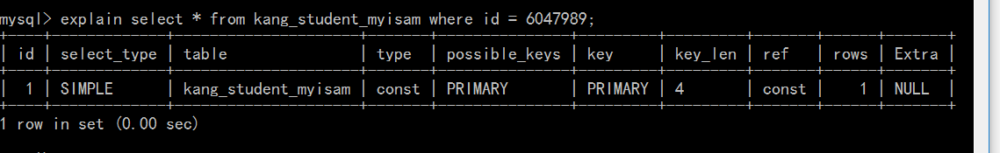 mysql> explain select * from kang_student_myisam where id = 6047989;
+----+-------------+---------------------+-------+---------------+---------+---------+-------+------+-------+
| id | select_type | table               | type  | possible_keys | key     | key_len | ref   | rows | Extra |
+----+-------------+---------------------+-------+---------------+---------+---------+-------+------+-------+
|  1 | SIMPLE      | kang_student_myisam | const | PRIMARY       | PRIMARY | 4       | const |    1 | NULL  |
+----+-------------+---------------------+-------+---------------+---------+---------+-------+------+-------+
1 row in set (0.00 sec)